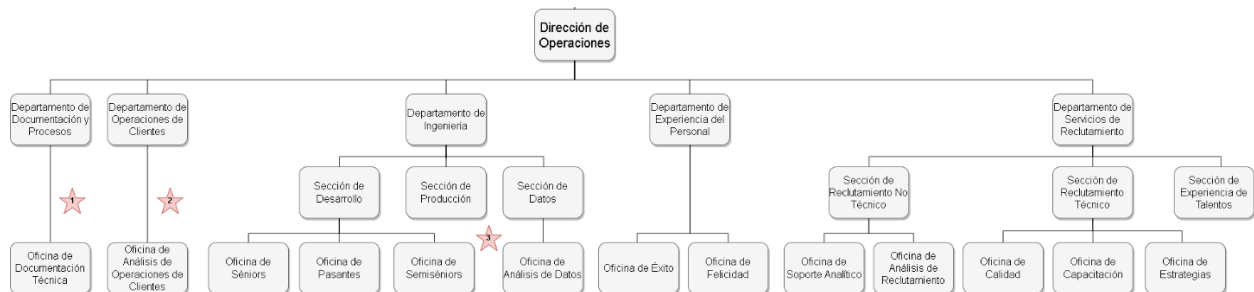 Dirección de
Operaciones
Departamento de
Documentación y
Procesos
Departamento de
Operaciones de
Clientes
Departamento de
Ingeniería
Departamento de
Experiencia del
Personal
Departamento de
Servicios de
Reclutamiento
Sección de
Desarrollo
Sección de
Producción
Sección de
Datos
Sección de
Reclutamiento No
Técnico
Sección de
Reclutamiento
Técnico
Sección de
Experiencia de
Talentos
1
2
3
Oficina de
Documentación
Técnica
Oficina de
Análisis de
Operaciones de
Clientes
Oficina de
Séniors
Oficina de
Pasantes
Oficina de
Semiséniors
Oficina de
Análisis de Datos
Oficina de Éxito
Oficina de
Felicidad
Oficina de
Soporte Analítico
Oficina de
Análisis de
Reclutamiento
Oficina de
Calidad
Oficina de
Capacitación
Oficina de
Estrategias